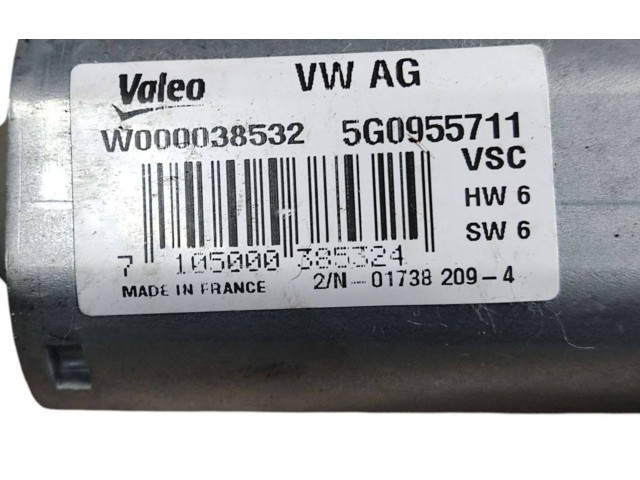 Valeo VW AG
W000038532 5G0955711
VSC
HW 6
SW 6
7 105000 385324
MADE IN FRANCE 2/N 01738 209-4